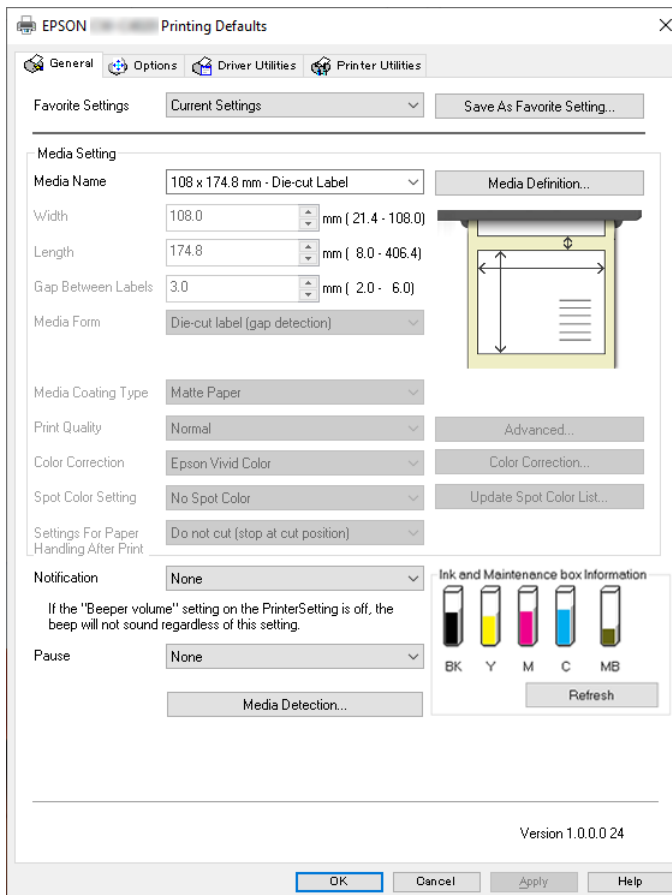 EPSON Printing Defaults
General Options Driver Utilities Printer Utilities
Favorite Settings Current Settings Save As Favorite Setting...
Media Setting
Media Name 108 x 174.8 mm - Die-cut Label Media Definition...
Width 108.0 mm ( 21.4 - 108.0)
Length 174.8 mm ( 8.0 - 406.4)
Gap Between Labels 3.0 mm ( 2.0 - 6.0)
Media Form Die-cut label (gap detection)
Media Coating Type Matte Paper
Print Quality Normal Advanced...
Color Correction Epson Vivid Color Color Correction...
Spot Color Setting No Spot Color Update Spot Color List...
Settings For Paper Do not cut (stop at cut position)
Handling After Print
Notification None Ink and Maintenance box Information
If the "Beeper volume" setting on the PrinterSetting is off, the
beep will not sound regardless of this setting.
Pause None
BK Y M C MB
Refresh
Media Detection...
Version 1.0.0.0 24
OK Cancel Apply Help